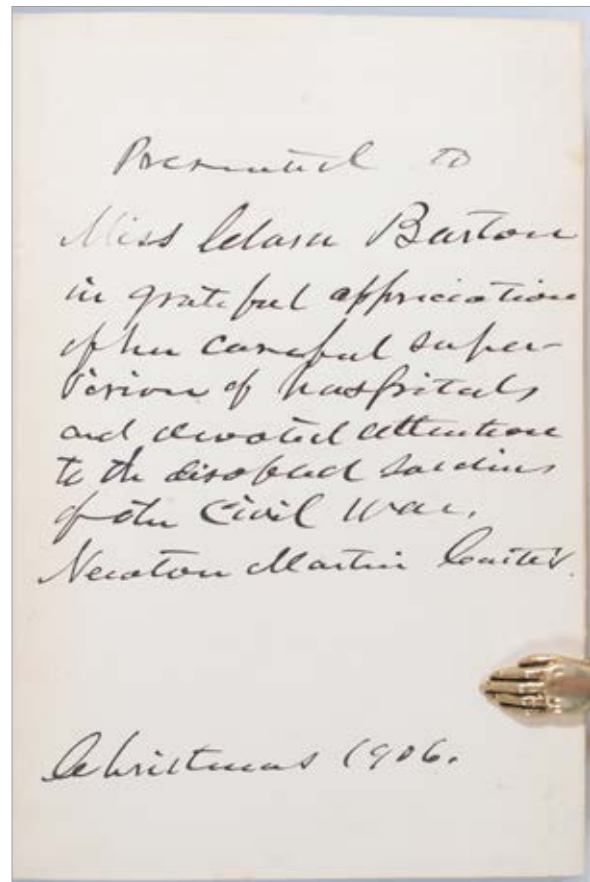 Presented to
Miss Clara Barton
in grateful appreciation
of her careful super-
vision of hospitals
and devoted attention
to the disabled soldiers
of the Civil War.
Newton Martin Curtis.
Christmas 1906.